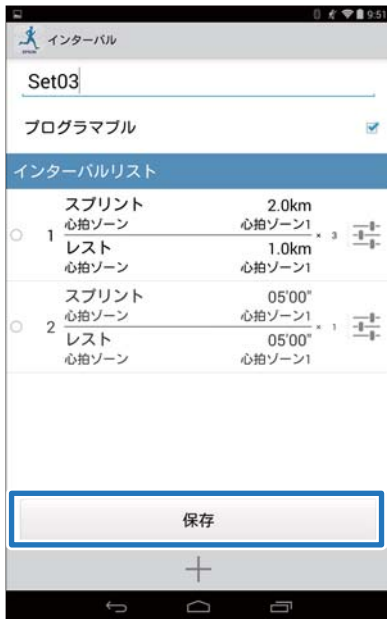 9:51
EPSON
インターバル
Set03
プログラマブル
インターバルリスト
1
スプリント 2.0km
心拍ゾーン 心拍ゾーン1
× 3
レスト 1.0km
心拍ゾーン 心拍ゾーン1
2
スプリント 05'00"
心拍ゾーン 心拍ゾーン1
× 1
レスト 05'00"
心拍ゾーン 心拍ゾーン1
保存